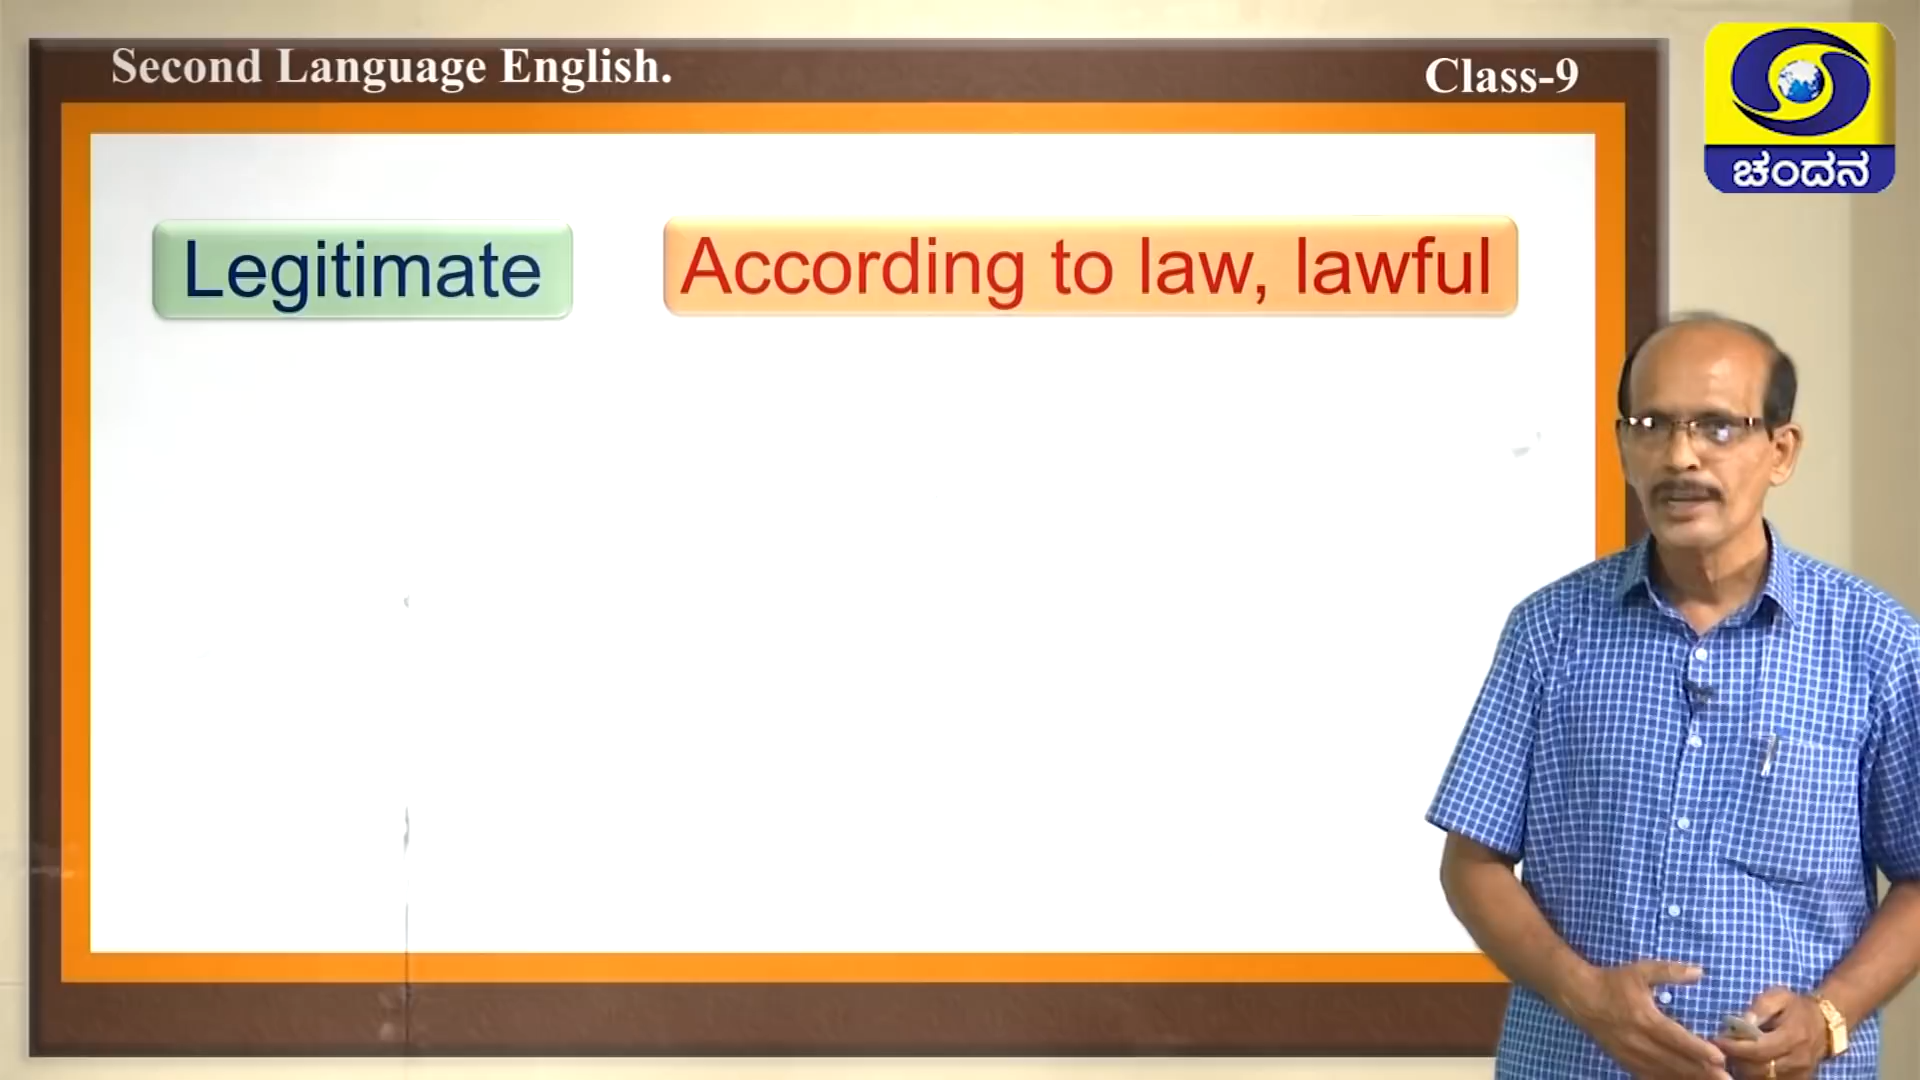 Second Language English.
Class-9
ಚಂದನ
Legitimate
According to law, lawful